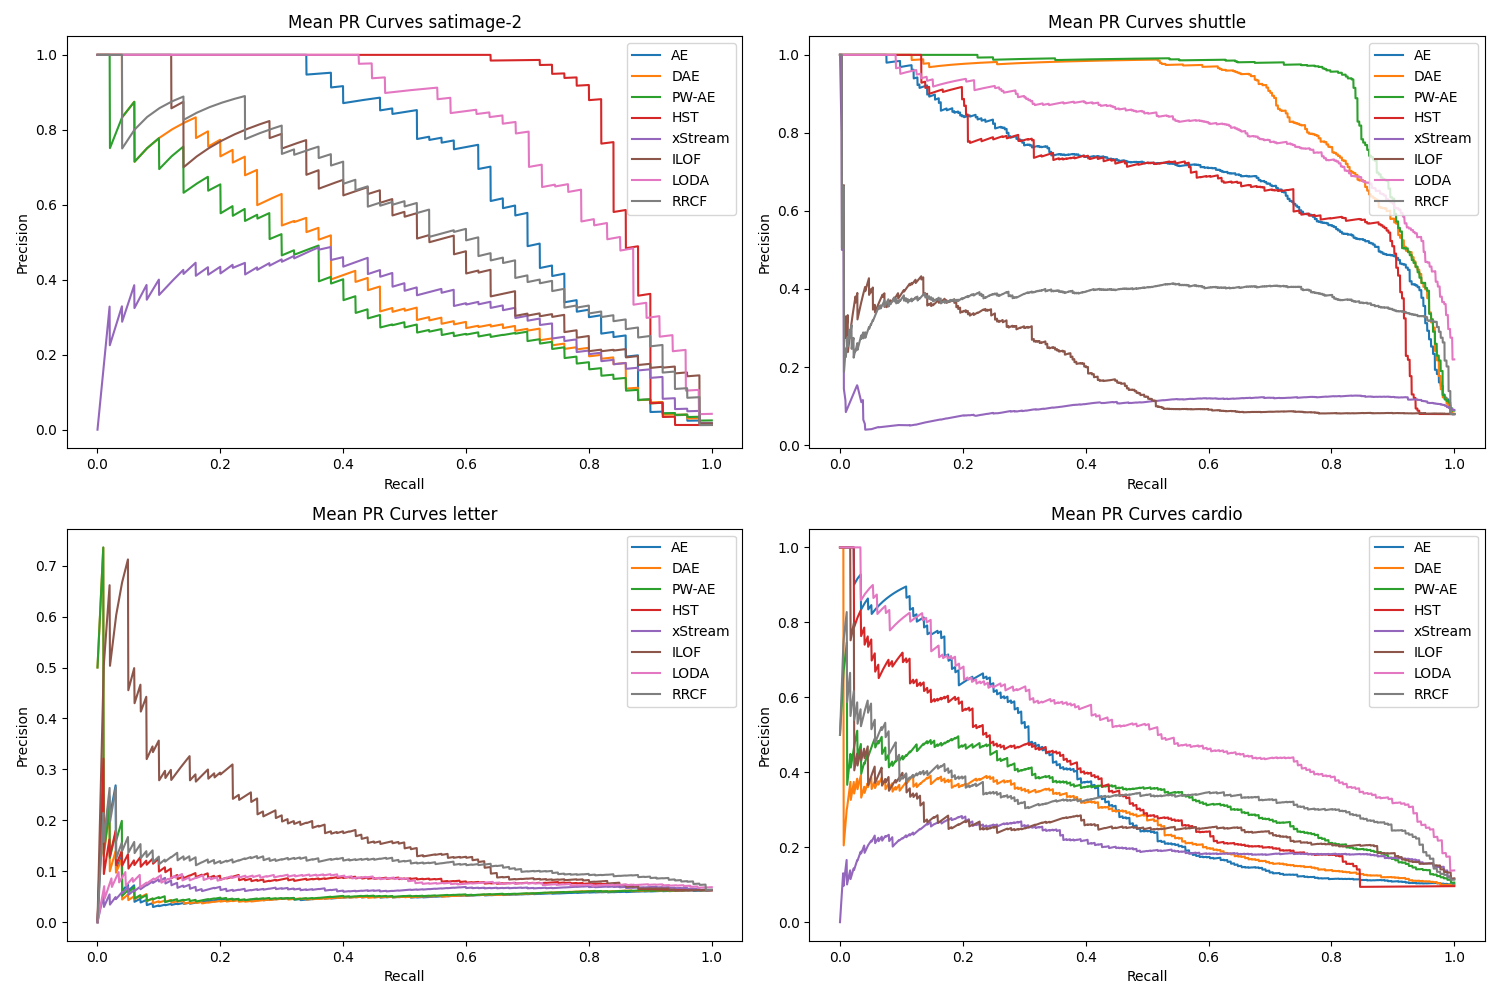 Mean PR Curves satimage-2
Precision
1.0
0.8
0.6
0.4
0.2
0.0
0.0 0.2 0.4 0.6 0.8 1.0
Recall
AE
DAE
PW-AE
HST
xStream
ILOF
LODA
RRCF
Mean PR Curves shuttle
Precision
1.0
0.8
0.6
0.4
0.2
0.0
0.0 0.2 0.4 0.6 0.8 1.0
Recall
AE
DAE
PW-AE
HST
xStream
ILOF
LODA
RRCF
Mean PR Curves letter
Precision
0.7
0.6
0.5
0.4
0.3
0.2
0.1
0.0
0.0 0.2 0.4 0.6 0.8 1.0
Recall
AE
DAE
PW-AE
HST
xStream
ILOF
LODA
RRCF
Mean PR Curves cardio
Precision
1.0
0.8
0.6
0.4
0.2
0.0
0.0 0.2 0.4 0.6 0.8 1.0
Recall
AE
DAE
PW-AE
HST
xStream
ILOF
LODA
RRCF